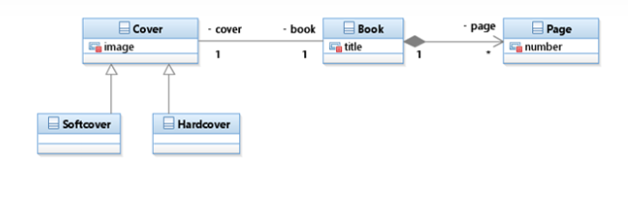 Cover
image
- cover
1
- book
1
Book
title
1
- page
*
Page
number
Softcover
Hardcover